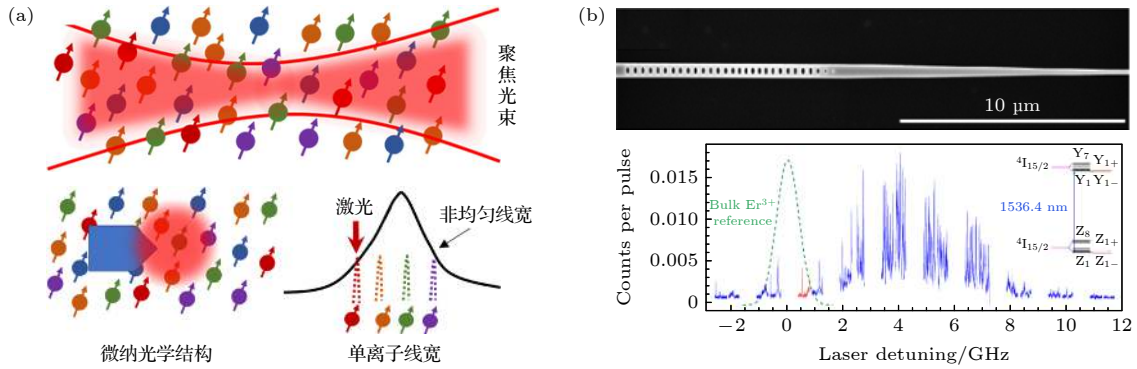 (a)
聚焦光束
激光
非均匀线宽
微纳光学结构
单离子线宽
(b)
10 μm
Counts per pulse
0.015
0.010
0.005
0
Bulk Er³⁺
reference
⁴I₁₅/₂
Y₇
Y₁₊
Y₁
Y₁₋
1536.4 nm
⁴I₁₅/₂
Z₈
Z₁₊
Z₁
Z₁₋
−2 0 2 4 6 8 10 12
Laser detuning/GHz